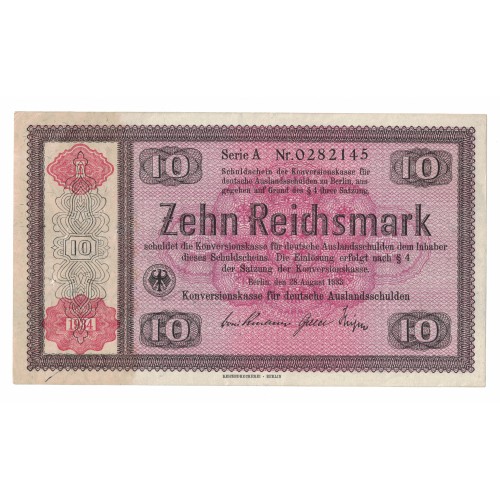 10
Serie A Nr.0282145
10
Schuldschein der Konversionskasse für
deutsche Auslandsschulden zu Berlin, aus-
gegeben auf Grund des § 4 ihrer Satzung.
Zehn Reichsmark
schuldet die Konversionskasse für deutsche Auslandsschulden dem Inhaber
dieses Schuldscheins. Die Einlösung erfolgt nach § 4
der Satzung der Konversionskasse.
Berlin, den 28. August 1933.
Konversionskasse für deutsche Auslandsschulden
10
1934
10
10
REICHSDRUCKEREI · BERLIN